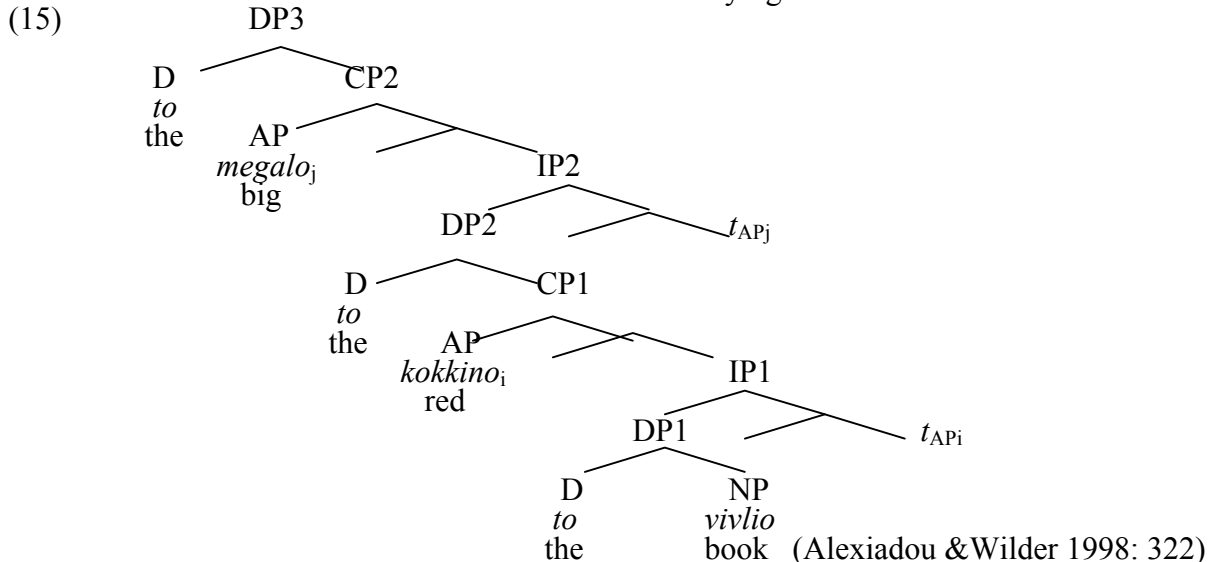 (15)
DP3
D
CP2
to
the
AP
megaloj
big
IP2
DP2
tAPj
D
CP1
to
the
AP
kokkinoi
red
IP1
DP1
tAPi
D
NP
to
vivlio
the
book (Alexiadou &Wilder 1998: 322)